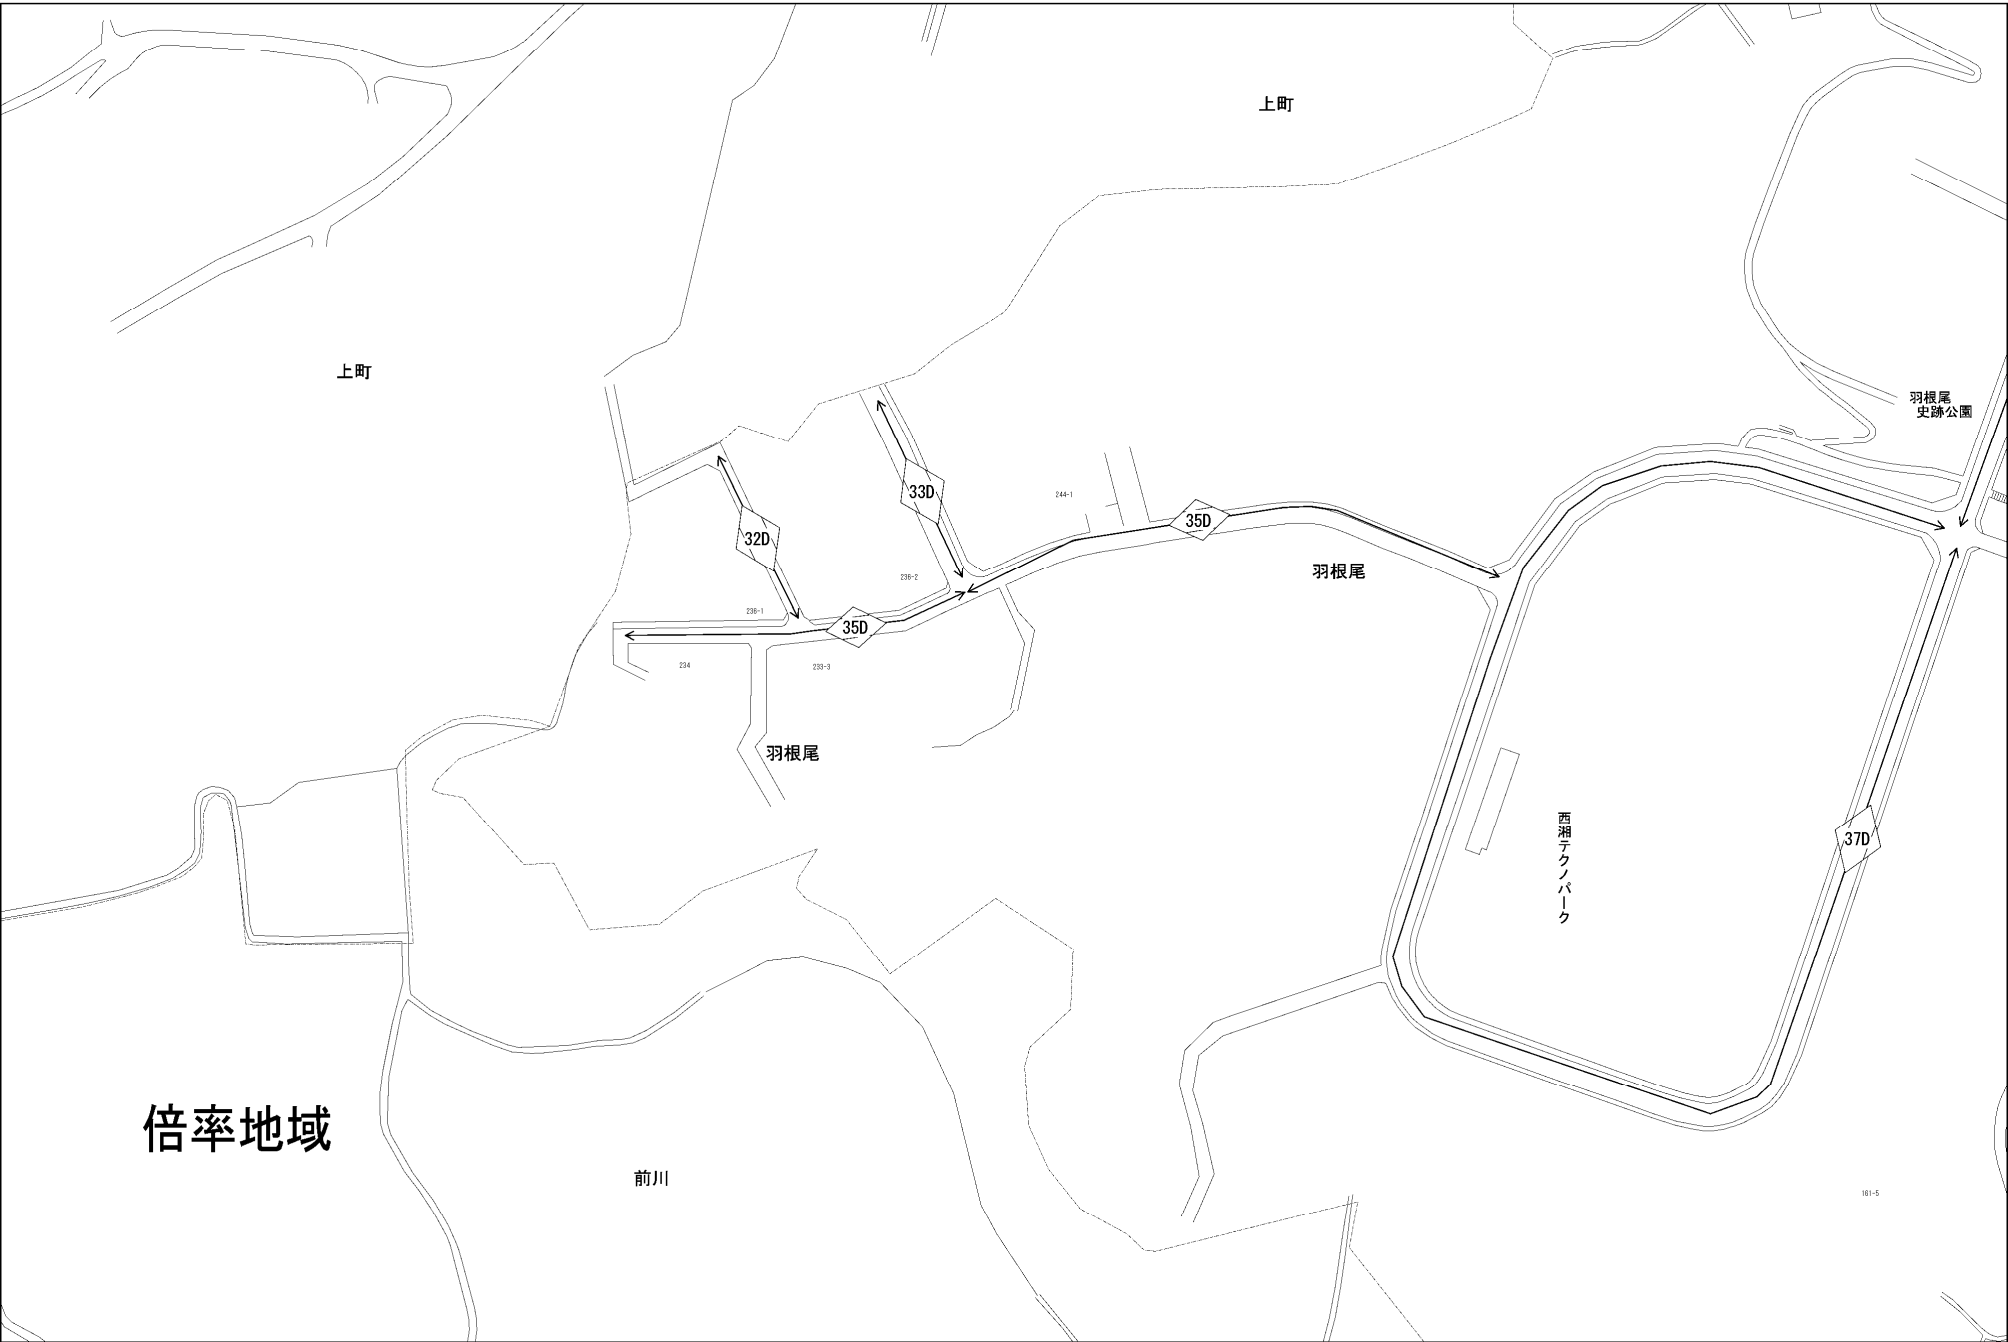 上町
上町
羽根尾
史跡公園
33D
244-1
35D
32D
羽根尾
236-2
236-1
35D
234
233-3
羽根尾
西湘テクノパーク
37D
倍率地域
前川
161-5